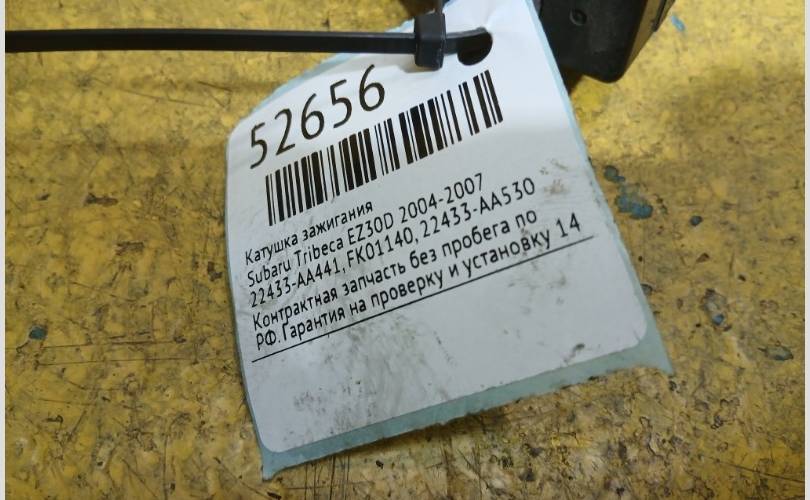 52656
Катушка зажигания
Subaru Tribeca EZ30D 2004-2007
22433-AA441, FK01140, 22433-AA530
Контрактная запчасть без пробега по
РФ.Гарантия на проверку и установку 14